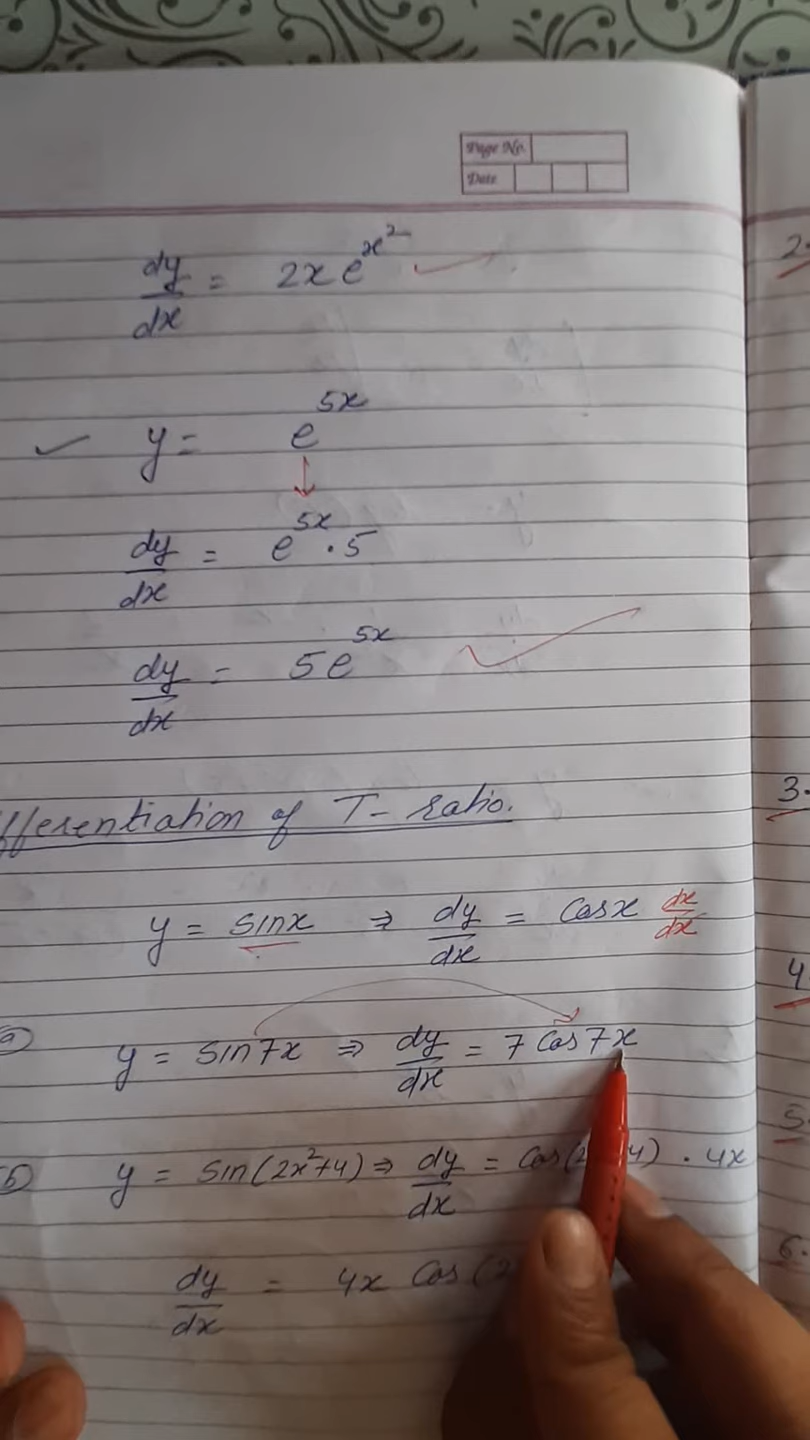 Page No.
Date
dy/dx = 2x e^x²
y = e^5x
dy/dx = e^5x . 5
dy/dx = 5e^5x
fferentiation of T- ratio.
y = sinx ⇒ dy/dx = Cosx dx/dx
a) y = sin7x ⇒ dy/dx = 7 Cos7x
b) y = sin(2x²+4) ⇒ dy/dx = Cos(2 4) . 4x
dy/dx = 4x Cos(2
2.
3.
4
5.
6.